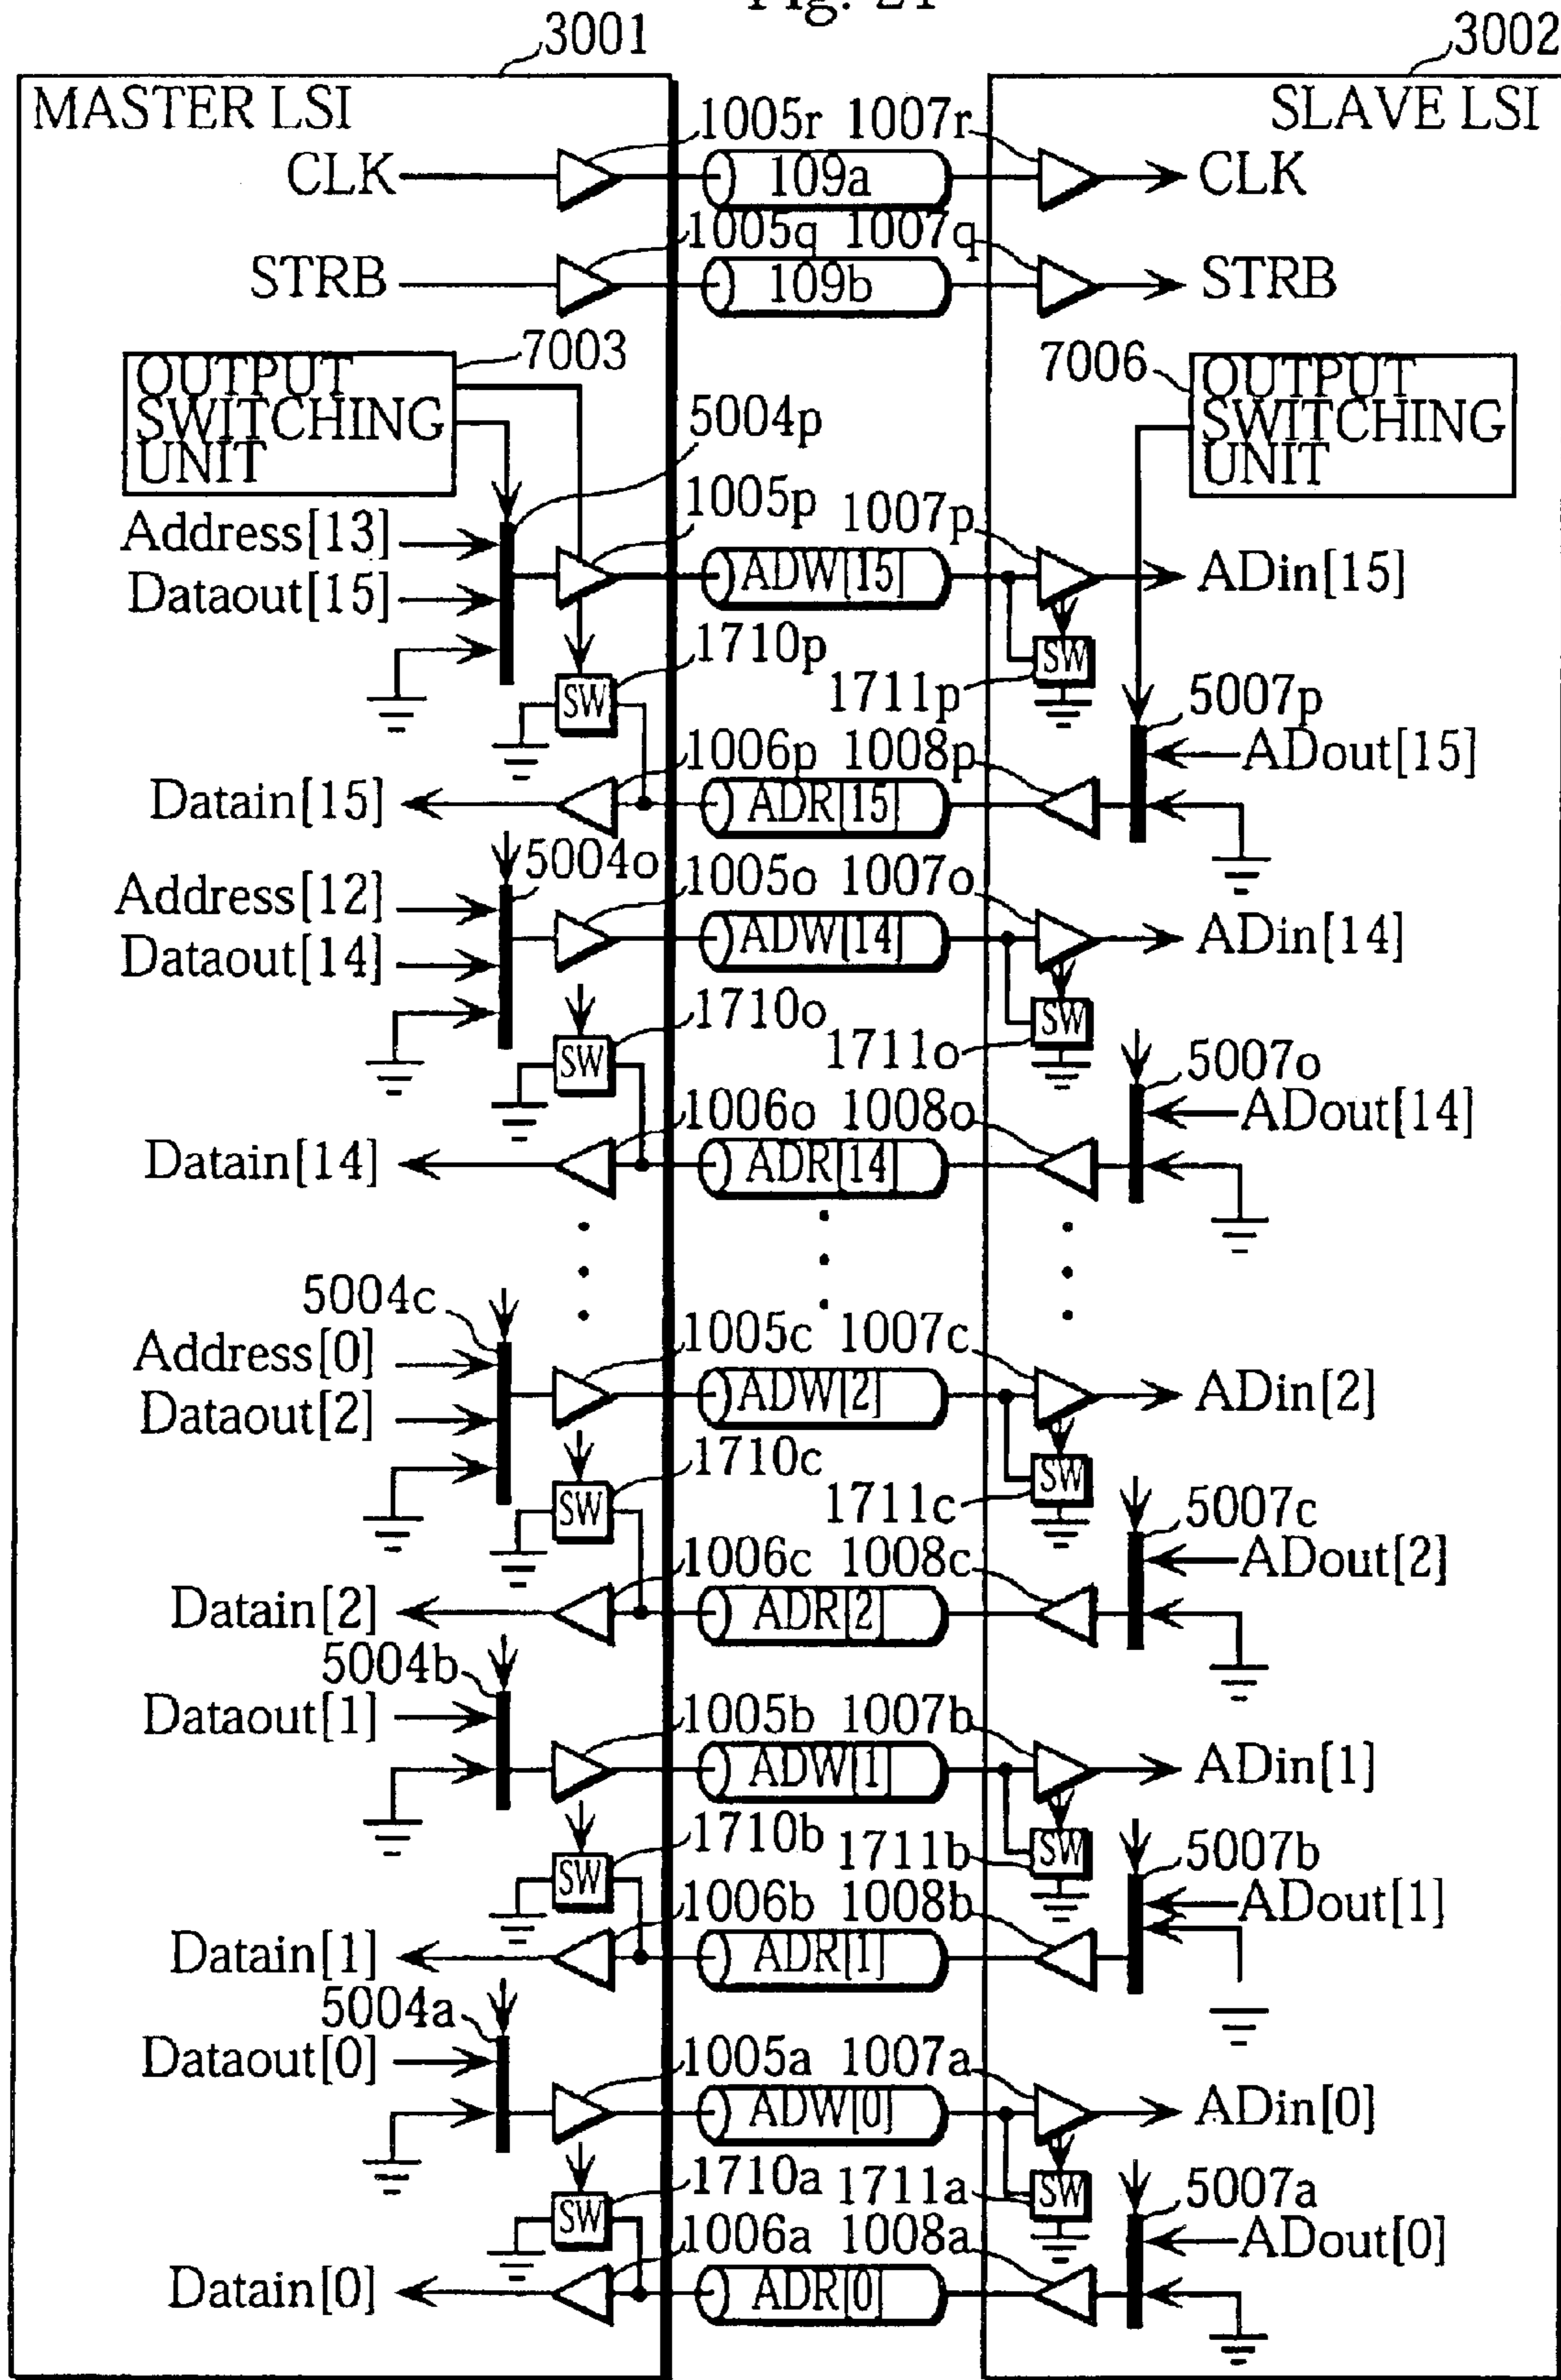 Fig. 21
3001
3002
MASTER LSI
SLAVE LSI
1005r 1007r
CLK
109a
CLK
1005q 1007q
STRB
109b
STRB
7003
7006
OUTPUT
SWITCHING
UNIT
OUTPUT
SWITCHING
UNIT
5004p
1005p 1007p
Address[13]
Dataout[15]
ADW[15]
ADin[15]
SW
1710p
SW
1711p
5007p
1006p 1008p
ADout[15]
Datain[15]
ADR[15]
5004o
1005o 1007o
Address[12]
Dataout[14]
ADW[14]
ADin[14]
SW
1710o
SW
1711o
5007o
1006o 1008o
ADout[14]
Datain[14]
ADR[14]
5004c
1005c 1007c
Address[0]
Dataout[2]
ADW[2]
ADin[2]
SW
1710c
SW
1711c
5007c
1006c 1008c
ADout[2]
Datain[2]
ADR[2]
5004b
1005b 1007b
Dataout[1]
ADW[1]
ADin[1]
SW
1710b
SW
1711b
5007b
1006b 1008b
ADout[1]
Datain[1]
ADR[1]
5004a
1005a 1007a
Dataout[0]
ADW[0]
ADin[0]
SW
1710a
SW
1711a
5007a
1006a 1008a
ADout[0]
Datain[0]
ADR[0]